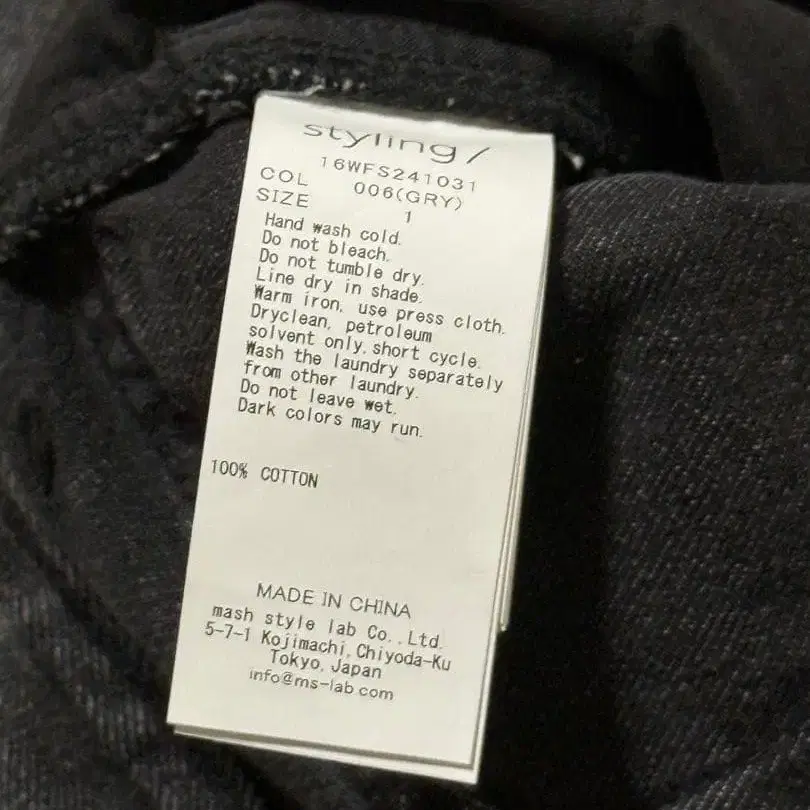 styling/
16WFS241031
COL 006(GRY)
SIZE 1
Hand wash cold.
Do not bleach.
Do not tumble dry.
Line dry in shade.
Warm iron, use press cloth.
Dryclean, petroleum
solvent only,short cycle.
Wash the laundry separately
from other laundry.
Do not leave wet.
Dark colors may run.
100% COTTON
MADE IN CHINA
mash style lab Co.,Ltd.
5-7-1 Kojimachi,Chiyoda-Ku
Tokyo,Japan
info@ms-lab.com